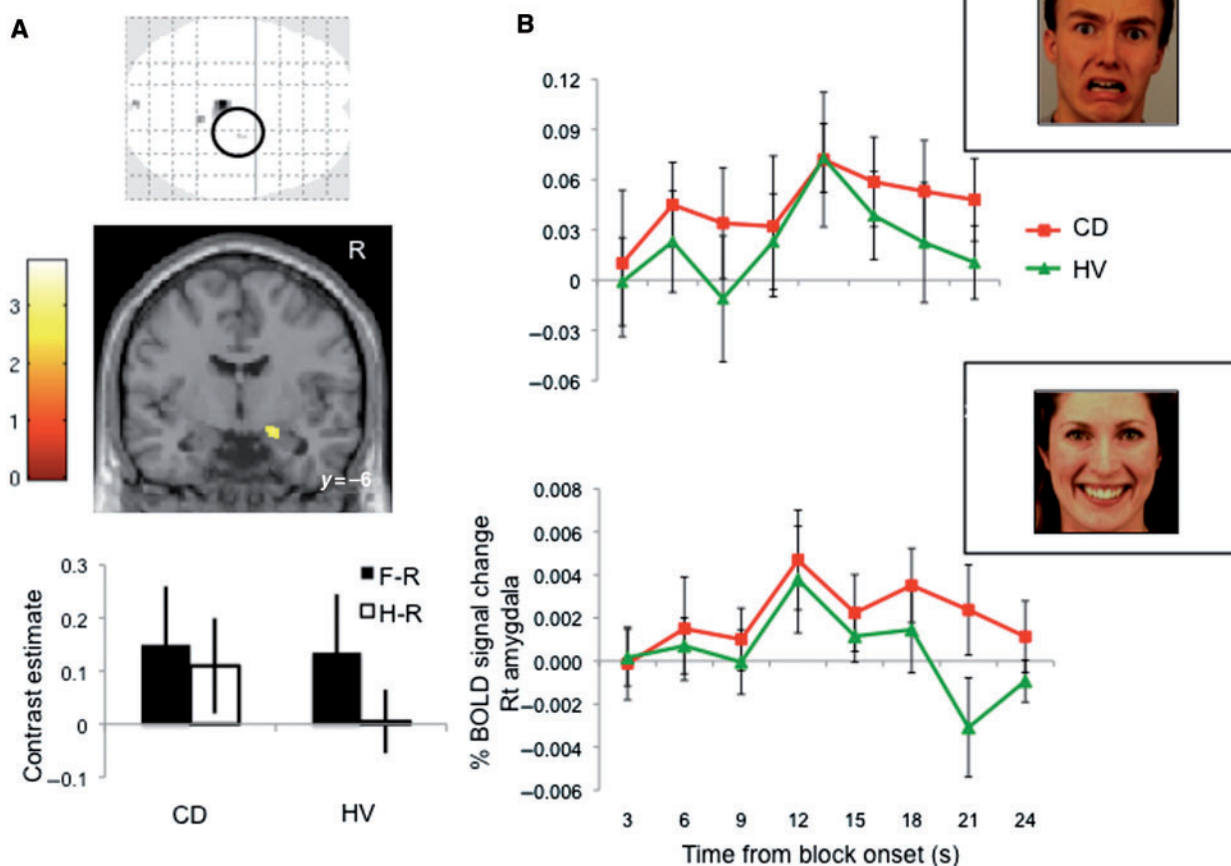 A
R
3
2
1
0
y = –6
0.3
0.2
0.1
0
–0.1
Contrast estimate
F-R
H-R
CD
HV
B
0.12
0.09
0.06
0.03
0
–0.03
–0.06
CD
HV
0.008
0.006
0.004
0.002
0.000
–0.002
–0.004
–0.006
% BOLD signal change
Rt amygdala
3 6 9 12 15 18 21 24
Time from block onset (s)